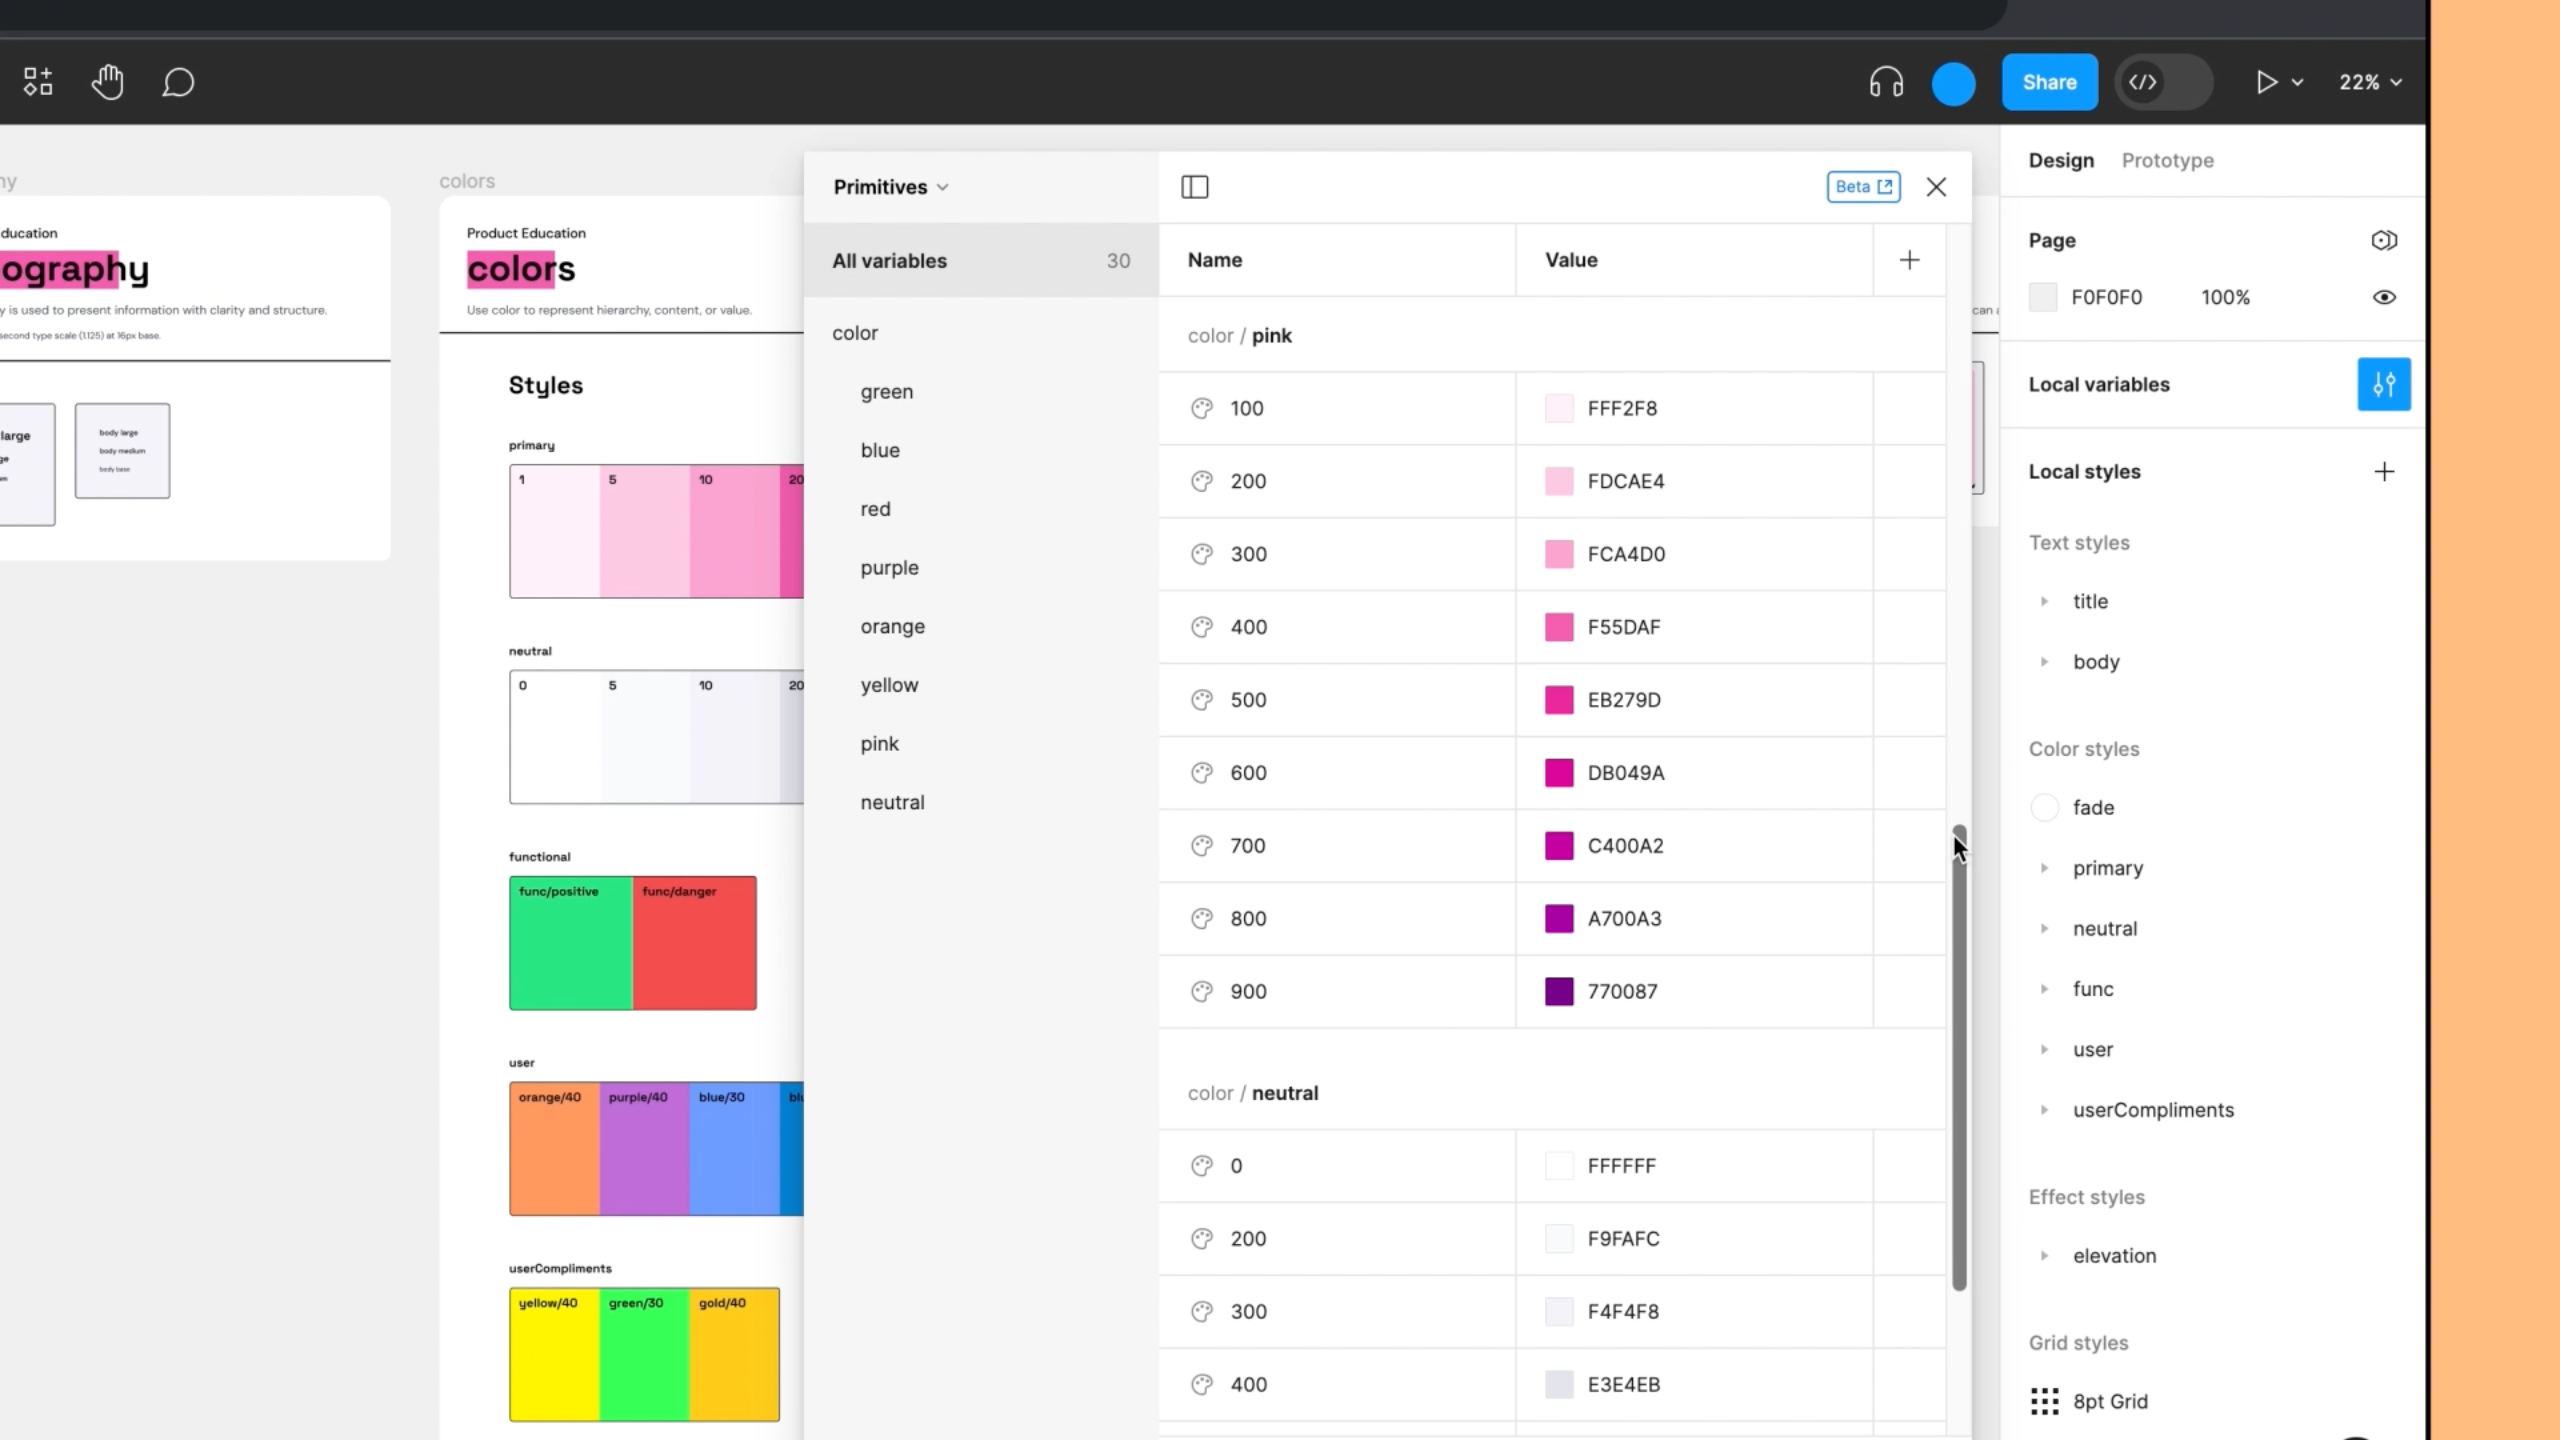 Share
22%
hy
ducation
ography
y is used to present information with clarity and structure.
second type scale (1.125) at 16px base.
large
ge
m
body large
body medium
body base
colors
Product Education
colors
Use color to represent hierarchy, content, or value.
Styles
primary
1 5 10 20
neutral
0 5 10 20
functional
func/positive func/danger
user
orange/40 purple/40 blue/30 blu
userCompliments
yellow/40 green/30 gold/40
Primitives
Beta
All variables 30
color
green
blue
red
purple
orange
yellow
pink
neutral
Name Value
color / pink
100 FFF2F8
200 FDCAE4
300 FCA4D0
400 F55DAF
500 EB279D
600 DB049A
700 C400A2
800 A700A3
900 770087
color / neutral
0 FFFFFF
200 F9FAFC
300 F4F4F8
400 E3E4EB
can a
Design Prototype
Page
F0F0F0 100%
Local variables
Local styles
Text styles
title
body
Color styles
fade
primary
neutral
func
user
userCompliments
Effect styles
elevation
Grid styles
8pt Grid